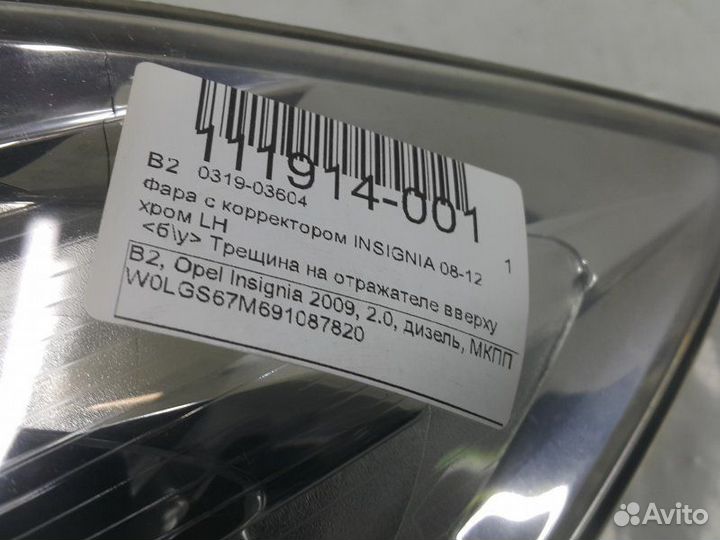 111914-001
B2 0319-03604
Фара с корректором INSIGNIA 08-12 1
хром LH
<б\у> Трещина на отражателе вверху
B2, Opel Insignia 2009, 2.0, дизель, МКПП
W0LGS67M691087820
Avito